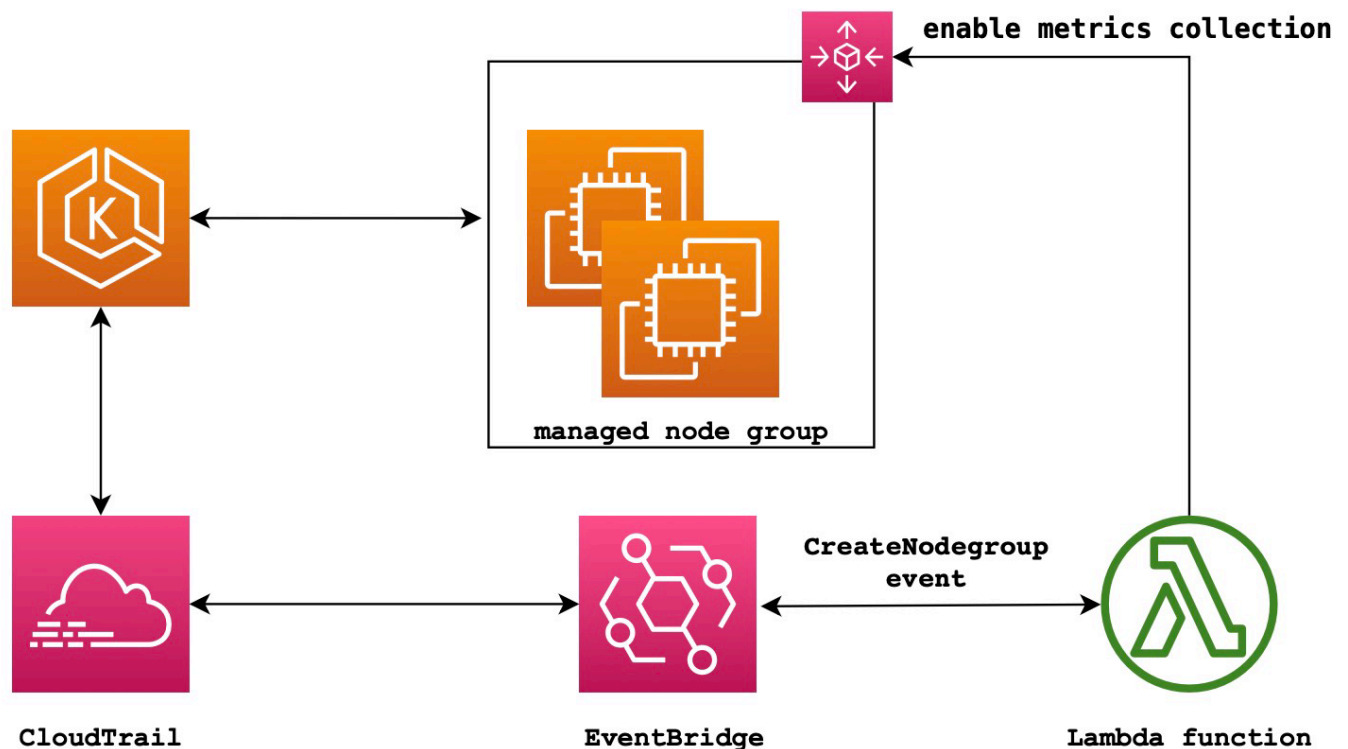 enable metrics collection
K
managed node group
CreateNodegroup
event
CloudTrail
EventBridge
Lambda function